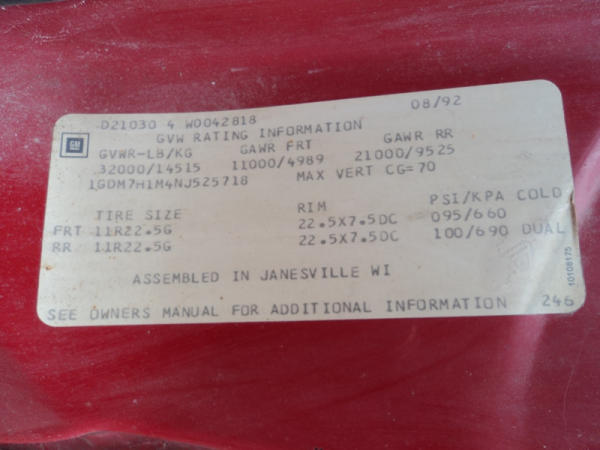 D21030 4 W0042818 08/92
GVW RATING INFORMATION
GM
GVWR-LB/KG GAWR FRT GAWR RR
32000/14515 11000/4989 21000/9525
1GDM7H1M4NJ525718 MAX VERT CG=70
TIRE SIZE RIM PSI/KPA COLD
FRT 11R22.5G 22.5X7.5DC 095/660
RR 11R22.5G 22.5X7.5DC 100/690 DUAL
ASSEMBLED IN JANESVILLE WI
SEE OWNERS MANUAL FOR ADDITIONAL INFORMATION 246
10108175